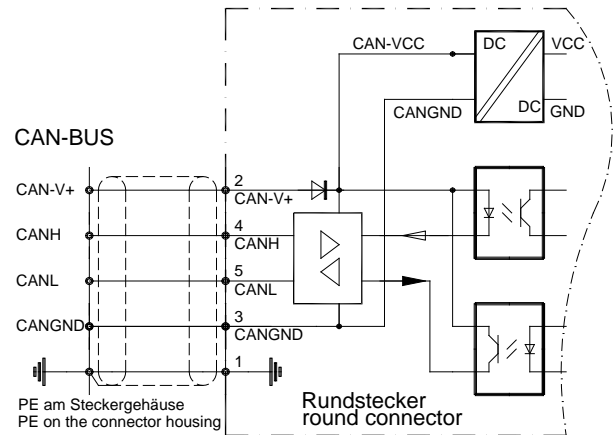 CAN-VCC
DC
VCC
CANGND
DC
GND
CAN-BUS
CAN-V+
2
CAN-V+
CANH
4
CANH
CANL
5
CANL
CANGND
3
CANGND
1
PE am Steckergehäuse
PE on the connector housing
Rundstecker
round connector